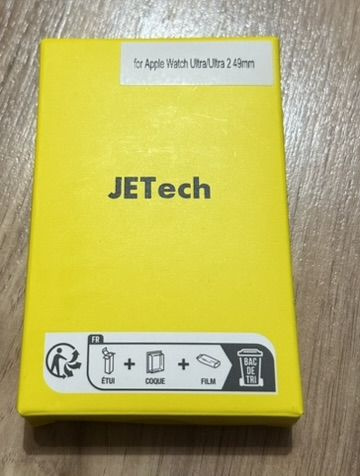 for Apple Watch Ultra/Ultra 2 49mm
JETech
FR
ÉTUI + COQUE + FILM
BAC
DE
TRI